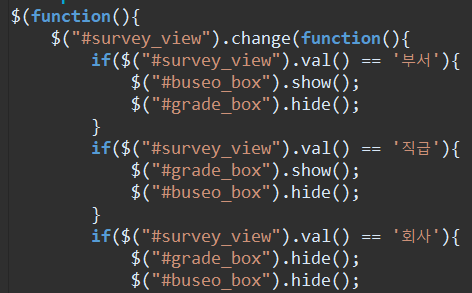 $(function(){
    $("#survey_view").change(function(){
        if($("#survey_view").val() == '부서'){
            $("#buseo_box").show();
            $("#grade_box").hide();
        }
        if($("#survey_view").val() == '직급'){
            $("#grade_box").show();
            $("#buseo_box").hide();
        }
        if($("#survey_view").val() == '회사'){
            $("#grade_box").hide();
            $("#buseo_box").hide();